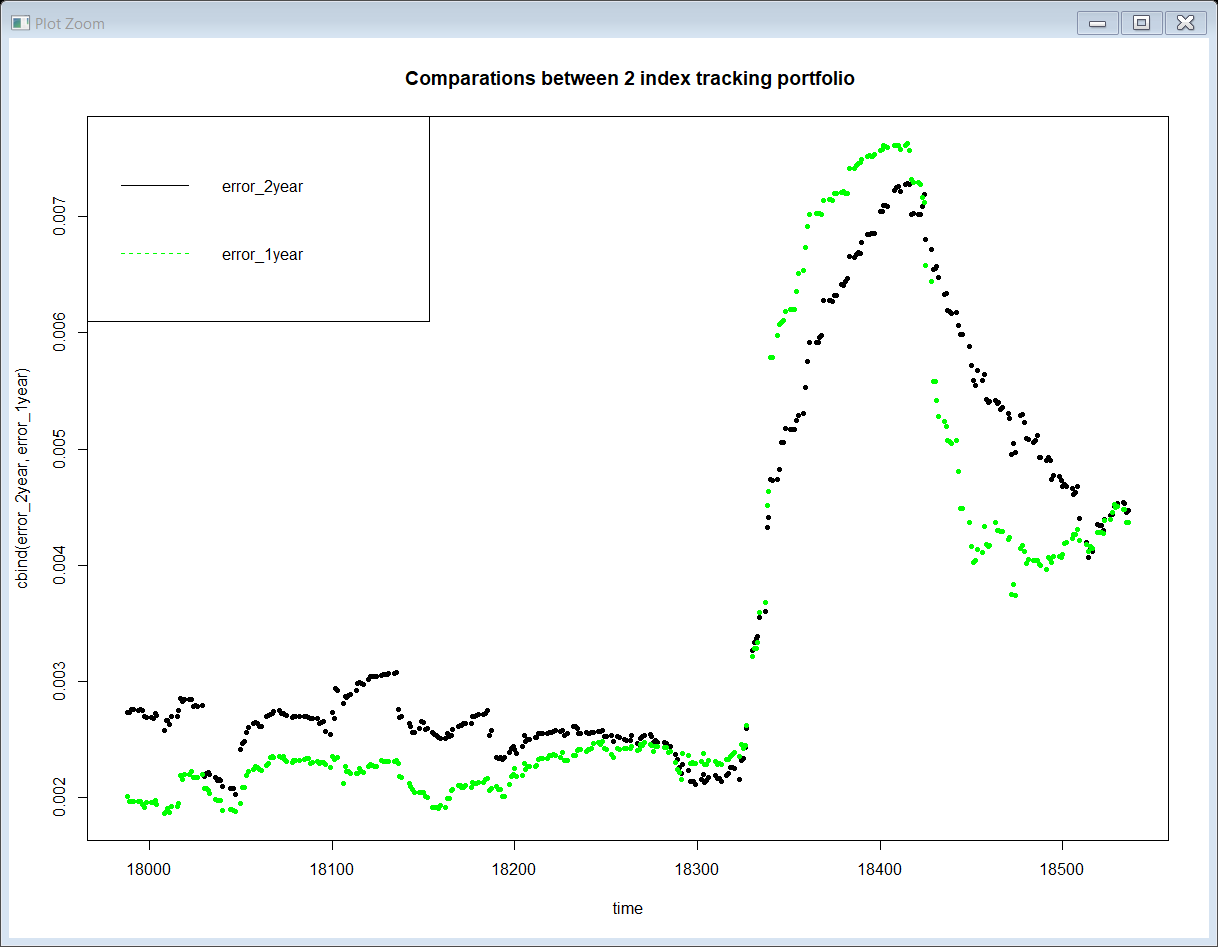 Plot Zoom
Comparations between 2 index tracking portfolio
error_2year
error_1year
cbind(error_2year, error_1year)
0.007
0.006
0.005
0.004
0.003
0.002
18000 18100 18200 18300 18400 18500
time